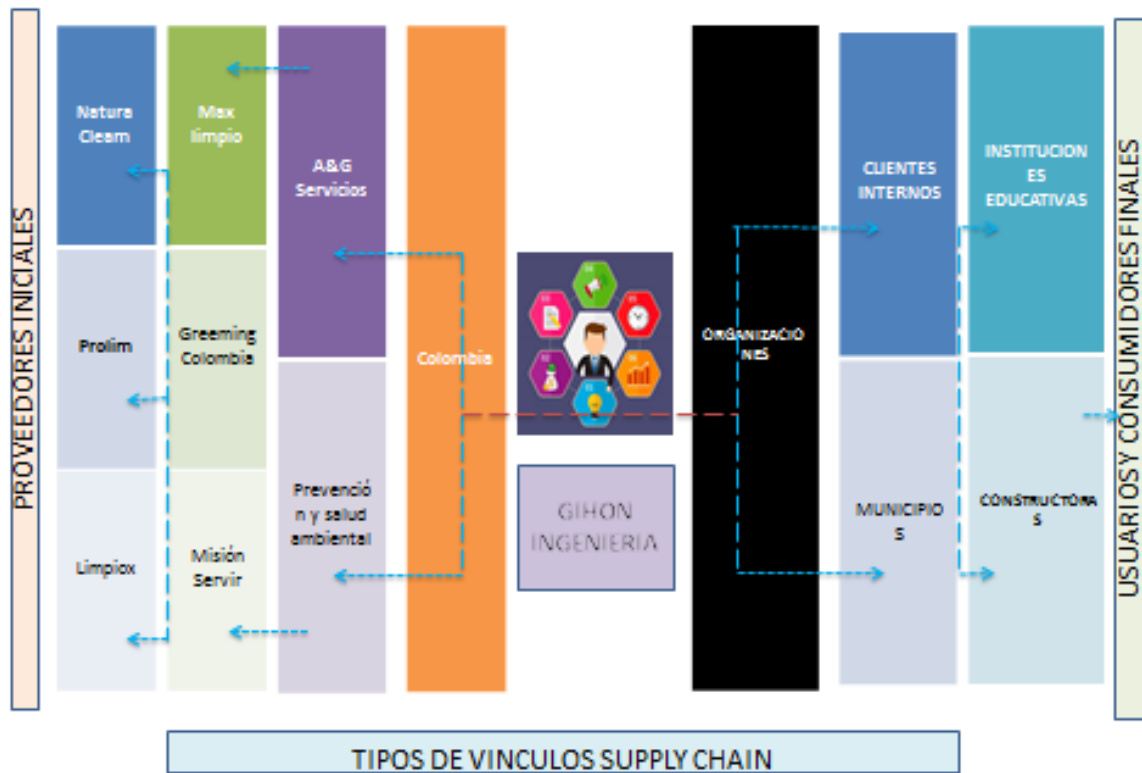 PROVEEDORES INICIALES
Natura
Cleam
Prolim
Limpiox
Max
limpio
Greeming
Colombia
Misión
Servir
A&G
Servicios
Prevenció
n y salud
ambiental
Colombia
GIHON
INGENIERIA
ORGANIZACIO
NES
CLIENTES
INTERNOS
MUNICIPIO
S
INSTITUCION
ES
EDUCATIVAS
CONSTRUCTORA
S
USUARIOS Y CONSUMIDORES FINALES
TIPOS DE VINCULOS SUPPLY CHAIN